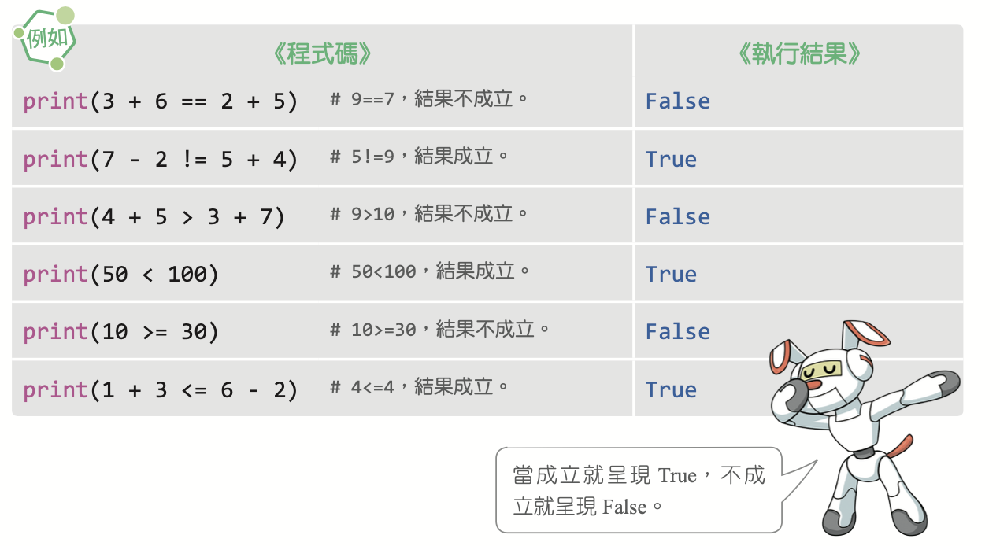 例如
《程式碼》 《執行結果》
print(3 + 6 == 2 + 5) # 9==7，結果不成立。 False
print(7 - 2 != 5 + 4) # 5!=9，結果成立。 True
print(4 + 5 > 3 + 7) # 9>10，結果不成立。 False
print(50 < 100) # 50<100，結果成立。 True
print(10 >= 30) # 10>=30，結果不成立。 False
print(1 + 3 <= 6 - 2) # 4<=4，結果成立。 True
當成立就呈現 True，不成
立就呈現 False。